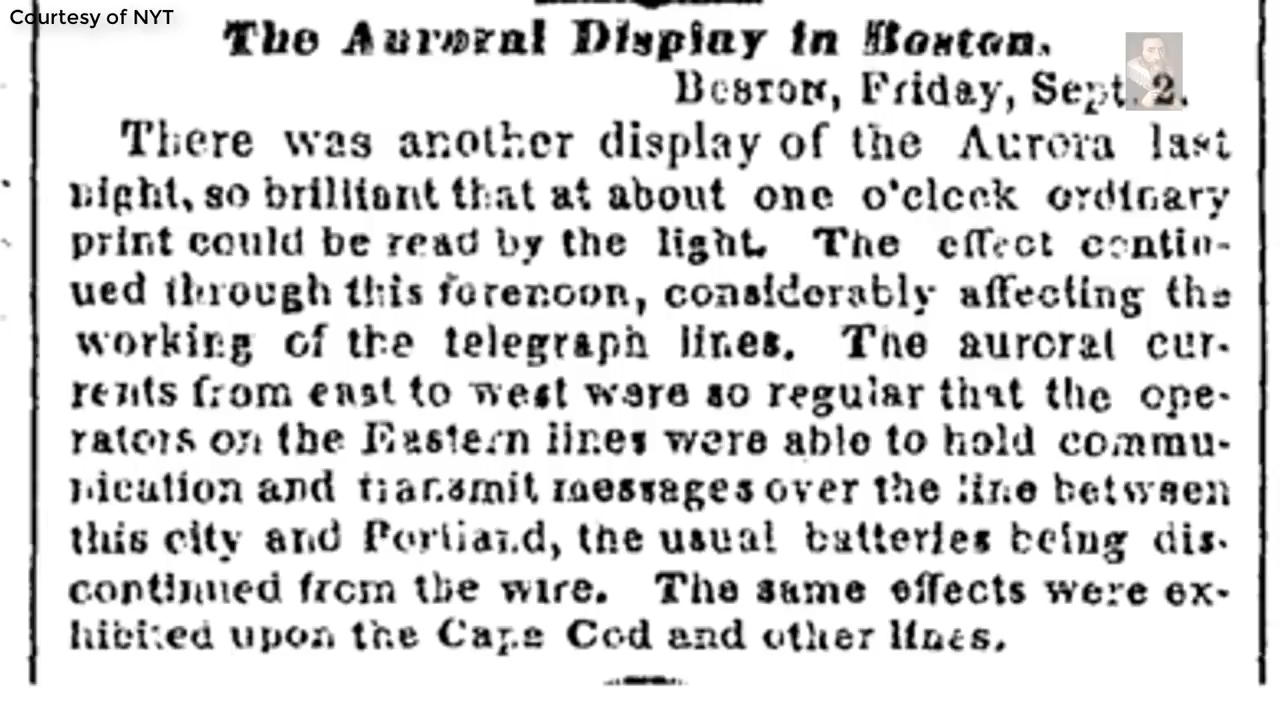 Courtesy of NYT
The Auroral Display in Boston.
Boston, Friday, Sept. 2.
There was another display of the Aurora last
night, so brilliant that at about one o'clock ordinary
print could be read by the light. The effect contin-
ued through this forenoon, considerably affecting the
working of the telegraph lines. The auroral cur-
rents from east to west were so regular that the ope-
rators on the Eastern lines were able to hold commu-
nication and transmit messages over the line between
this city and Portland, the usual batteries being dis-
continued from the wire. The same effects were ex-
hibited upon the Cape Cod and other lines.